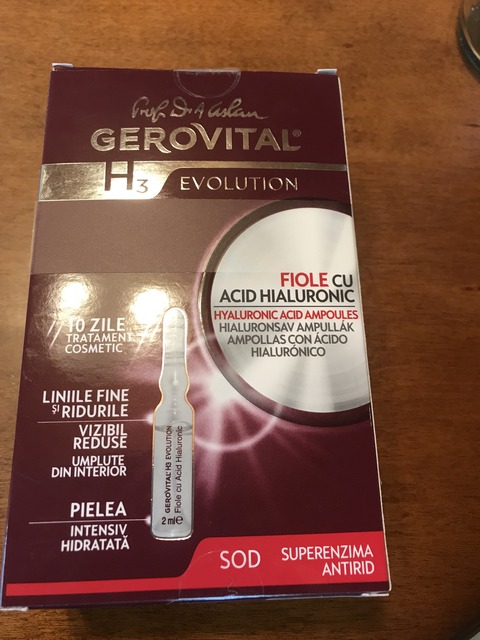 Prof. Dr. A. Aslan
GEROVITAL®
H3 EVOLUTION
FIOLE CU
ACID HIALURONIC
HYALURONIC ACID AMPOULES
HIALURONSAV AMPULLÁK
AMPOLLAS CON ÁCIDO
HIALURÓNICO
10 ZILE
TRATAMENT
COSMETIC
LINIILE FINE
ȘI RIDURILE
VIZIBIL
REDUSE
UMPLUTE
DIN INTERIOR
PIELEA
INTENSIV
HIDRATATĂ
GEROVITAL H3 EVOLUTION
Fiole cu Acid Hialuronic
2 ml e
SOD
SUPERENZIMA
ANTIRID